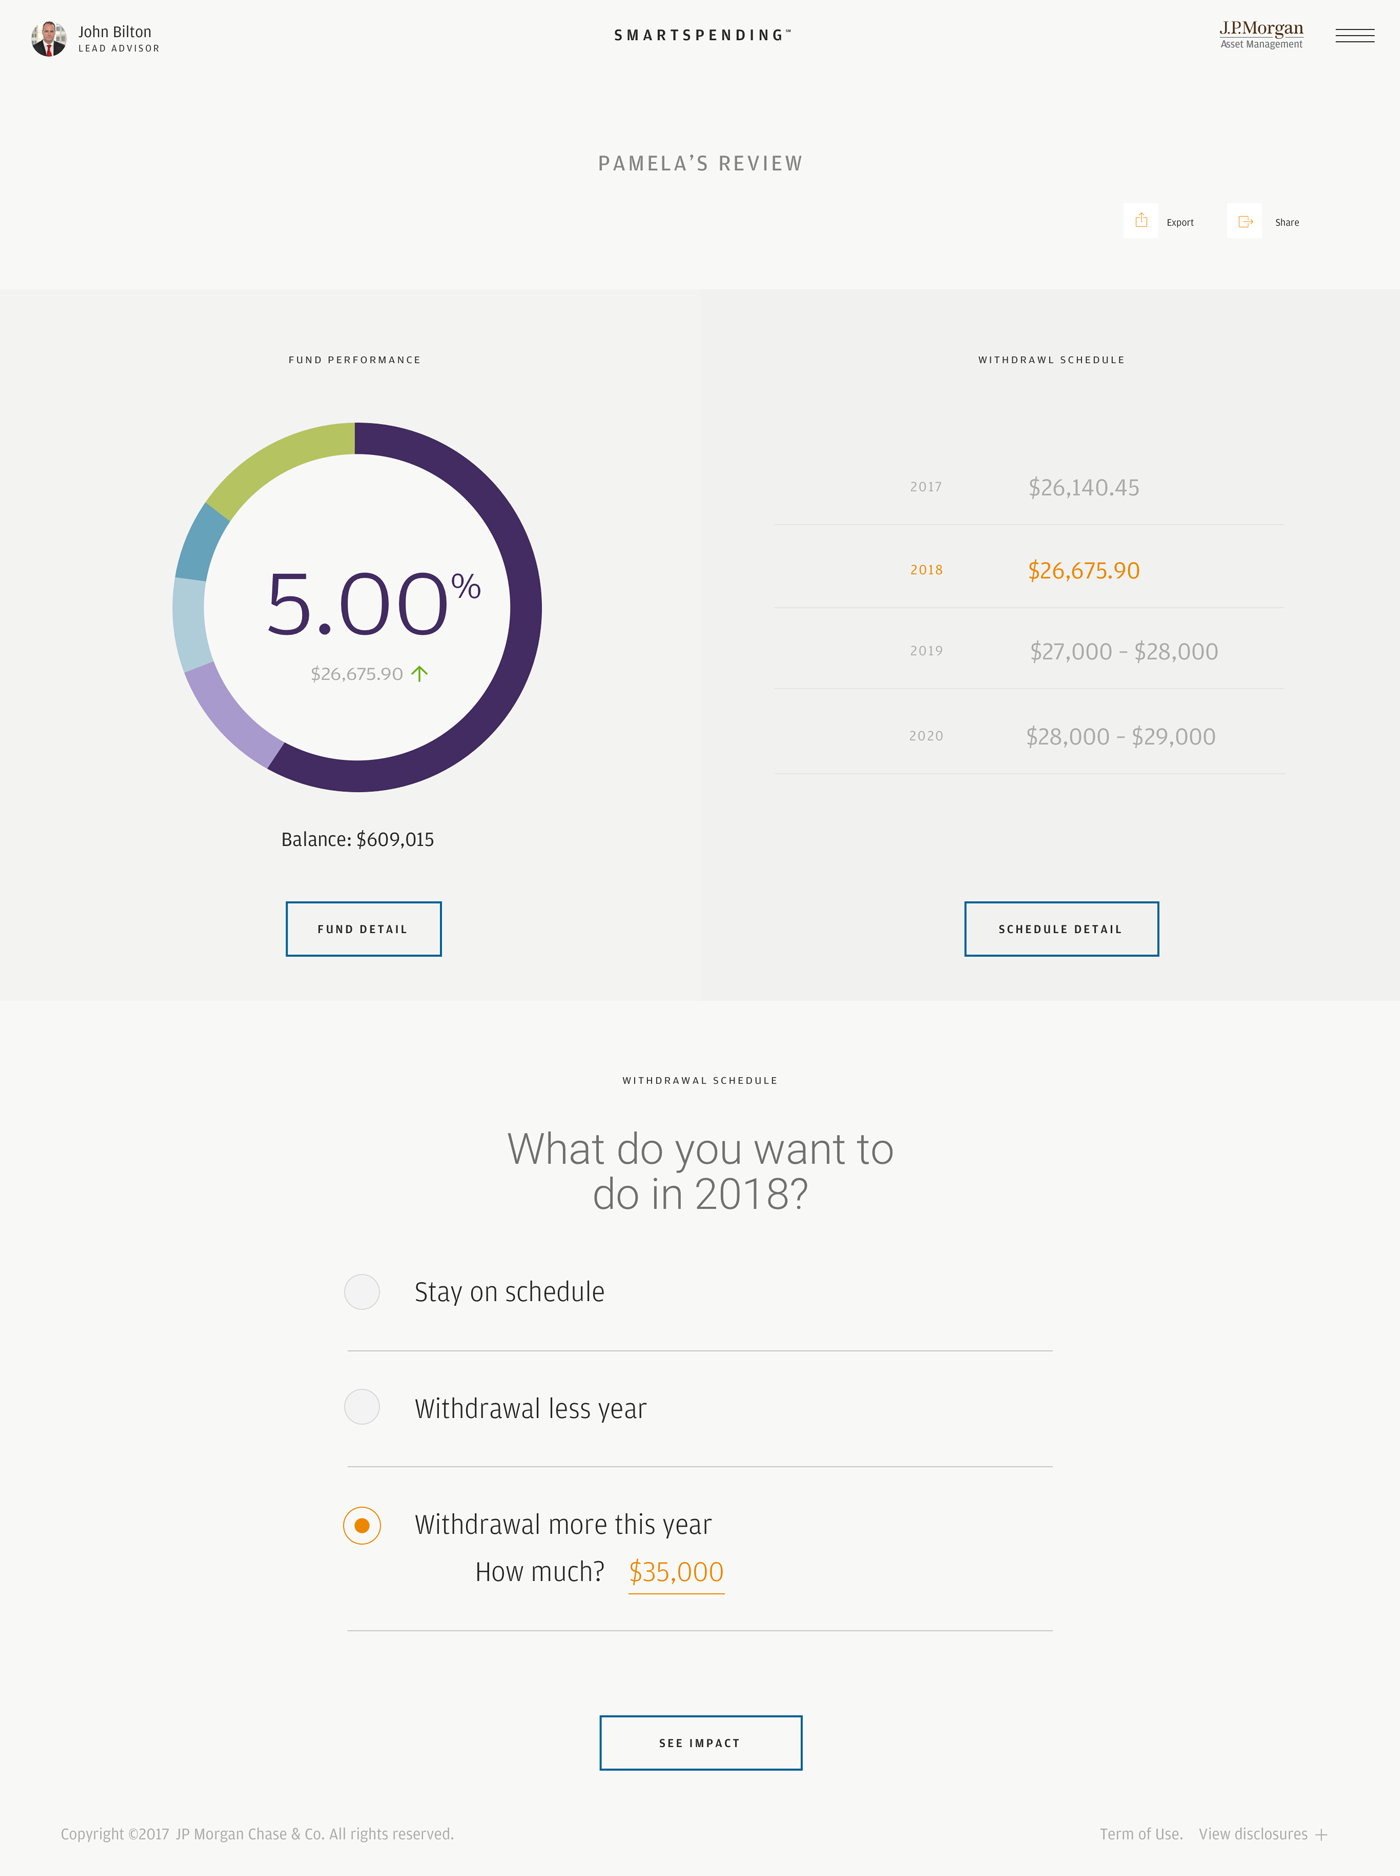 John Bilton
LEAD ADVISOR
SMARTSPENDING℠
J.P.Morgan
Asset Management
PAMELA'S REVIEW
Export
Share
FUND PERFORMANCE
5.00%
$26,675.90
Balance: $609,015
FUND DETAIL
WITHDRAWL SCHEDULE
2017 $26,140.45
2018 $26,675.90
2019 $27,000 - $28,000
2020 $28,000 - $29,000
SCHEDULE DETAIL
WITHDRAWAL SCHEDULE
What do you want to
do in 2018?
Stay on schedule
Withdrawal less year
Withdrawal more this year
How much? $35,000
SEE IMPACT
Copyright ©2017 JP Morgan Chase & Co. All rights reserved.
Term of Use. View disclosures +